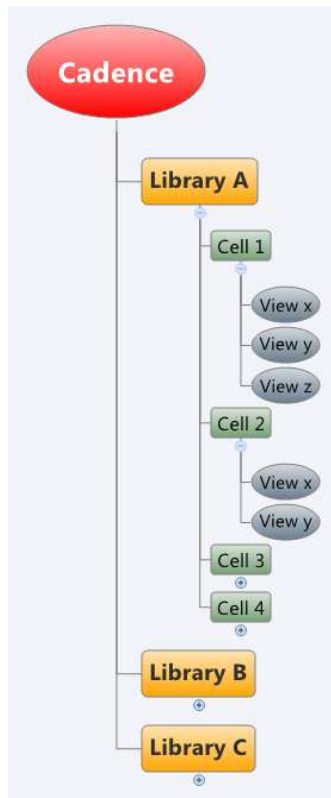 Cadence
Library A
Cell 1
View x
View y
View z
Cell 2
View x
View y
Cell 3
Cell 4
Library B
Library C